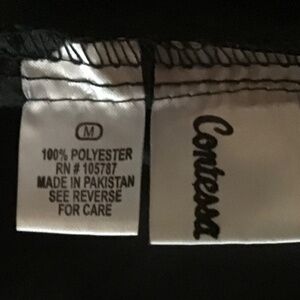 M
100% POLYESTER
RN # 105787
MADE IN PAKISTAN
SEE REVERSE
FOR CARE
Contessa